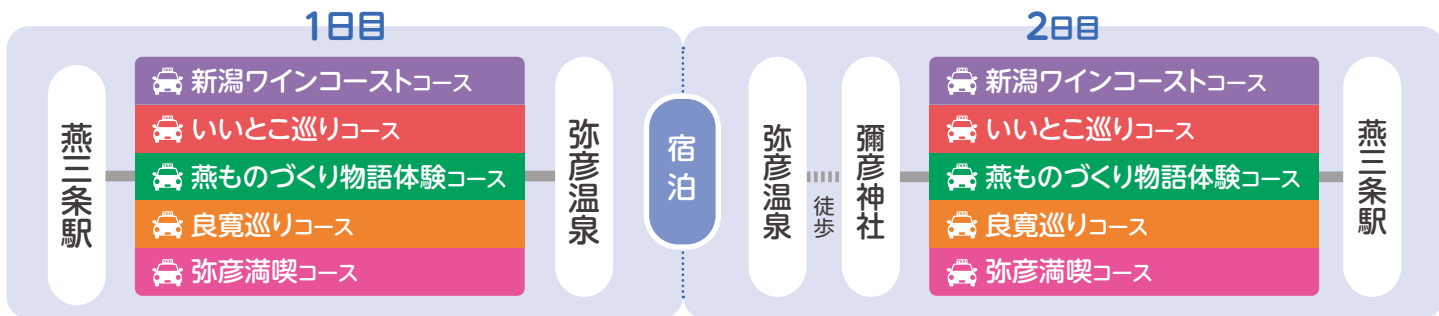 1日目
燕三条駅
新潟ワインコーストコース
いいとこ巡りコース
燕ものづくり物語体験コース
良寛巡りコース
弥彦満喫コース
弥彦温泉
宿泊
2日目
弥彦温泉
徒歩
彌彦神社
新潟ワインコーストコース
いいとこ巡りコース
燕ものづくり物語体験コース
良寛巡りコース
弥彦満喫コース
燕三条駅